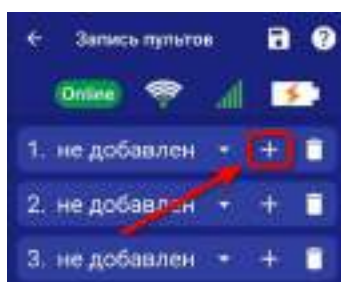 Запись пультов
Online
1. не добавлен
2. не добавлен
3. не добавлен